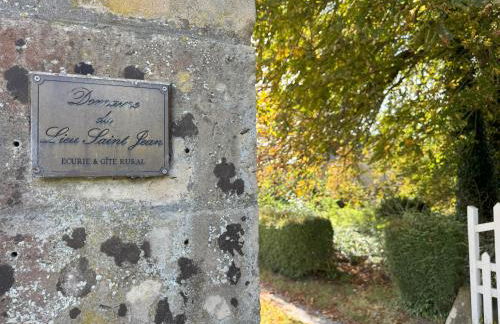 Domaine
du
Lieu Saint Jean
ECURIE & GÎTE RURAL